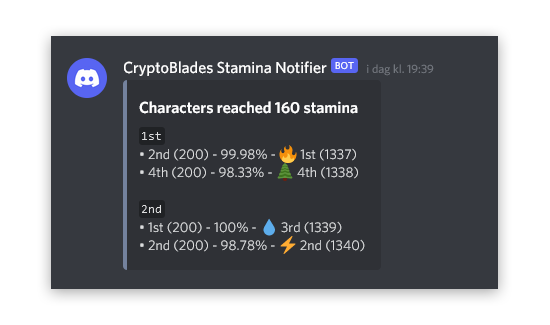 CryptoBlades Stamina Notifier BOT i dag kl. 19:39
Characters reached 160 stamina
1st
• 2nd (200) - 99.98% - 🔥 1st (1337)
• 4th (200) - 98.33% - 🌲 4th (1338)
2nd
• 1st (200) - 100% - 💧 3rd (1339)
• 2nd (200) - 98.78% - ⚡ 2nd (1340)